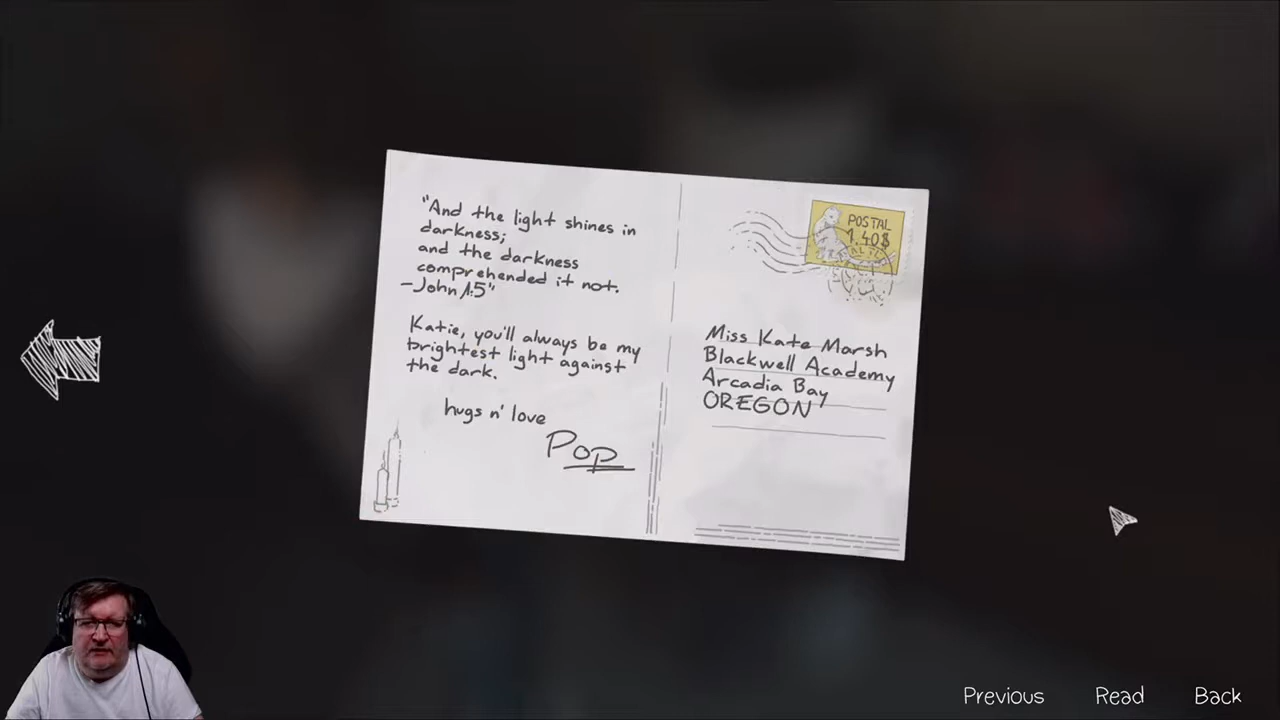 "And the light shines in
darkness;
and the darkness
comprehended it not.
-John 1:5"
Katie, you'll always be my
brightest light against
the dark.
hugs n' love
Pop
POSTAL
1.40$
Miss Kate Marsh
Blackwell Academy
Arcadia Bay
OREGON
Previous
Read
Back